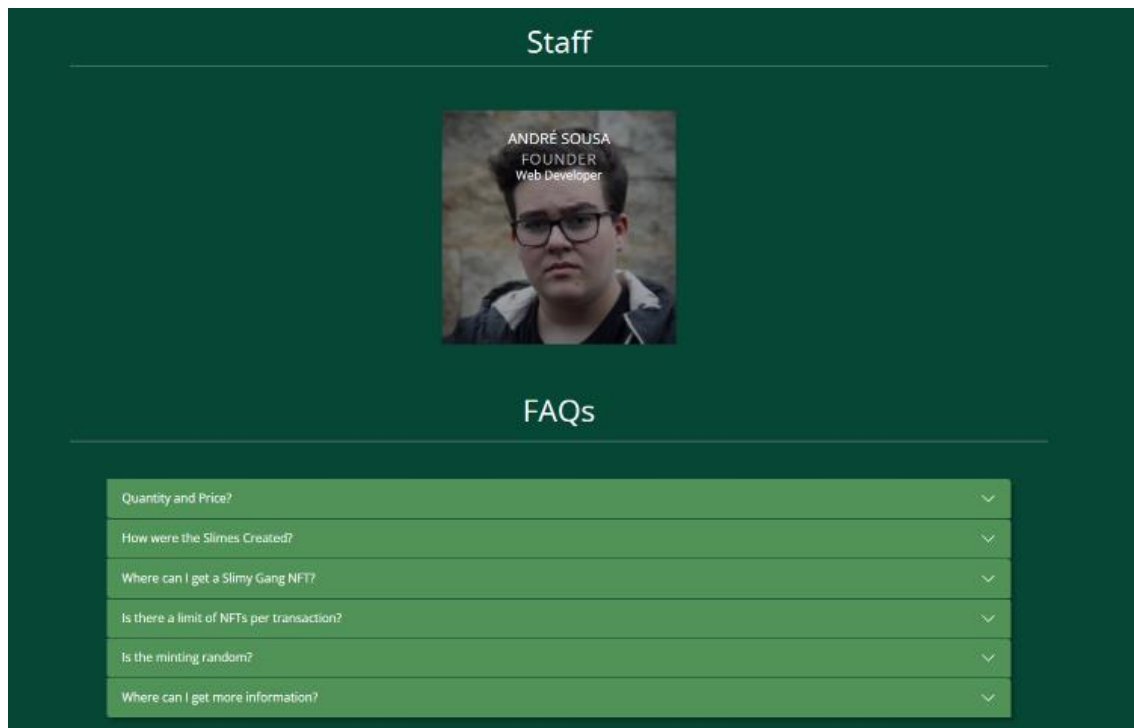 Staff
ANDRÉ SOUSA
FOUNDER
Web Developer
FAQs
Quantity and Price?
How were the Slimes Created?
Where can I get a Slimy Gang NFT?
Is there a limit of NFTs per transaction?
Is the minting random?
Where can I get more information?